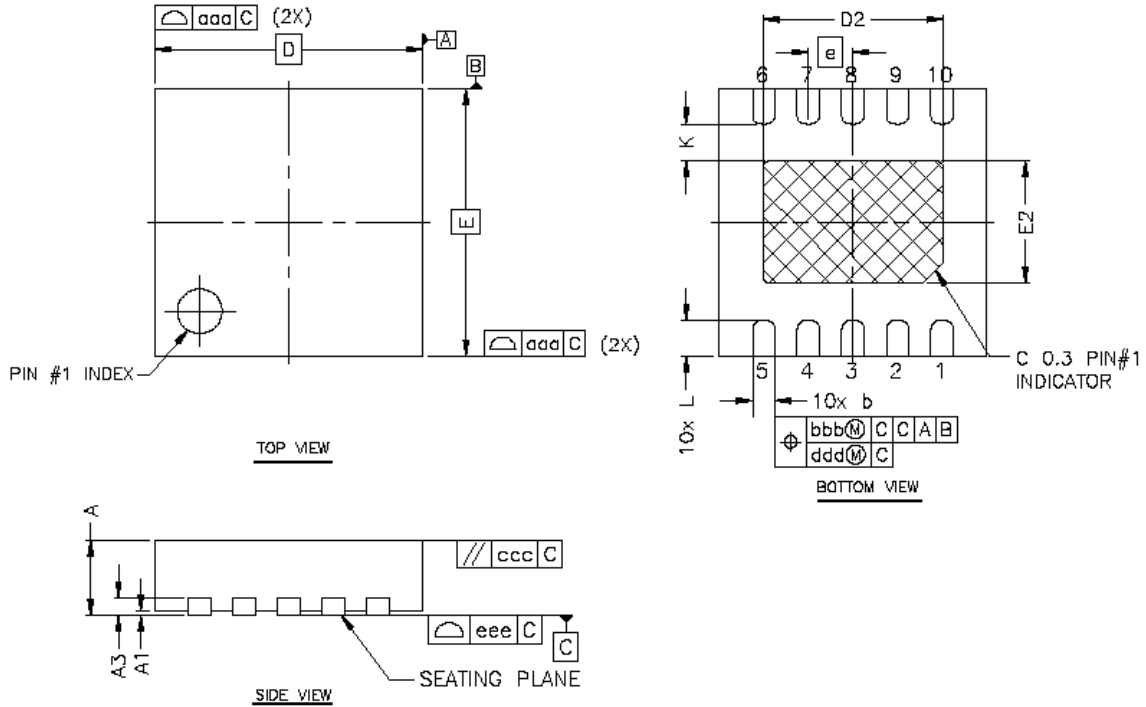 aaa C (2X)
D
A
B
E
aaa C (2X)
PIN #1 INDEX
TOP VIEW
D2
e
6 7 8 9 10
K
E2
5 4 3 2 1
C 0.3 PIN#1
INDICATOR
10x L
10x b
bbbⓂ C C A B
dddⓂ C
BOTTOM VIEW
A
// ccc C
eee C
C
A3
A1
SEATING PLANE
SIDE VIEW